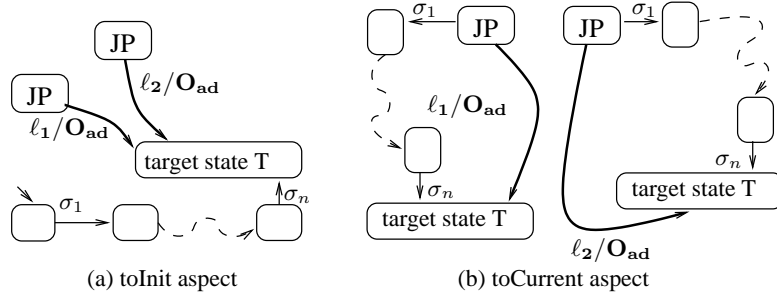 JP
ℓ₂/O_ad
JP
ℓ₁/O_ad
target state T
σ₁
σₙ
(a) toInit aspect
σ₁
JP
ℓ₁/O_ad
σₙ
target state T
JP
σ₁
σₙ
target state T
ℓ₂/O_ad
(b) toCurrent aspect